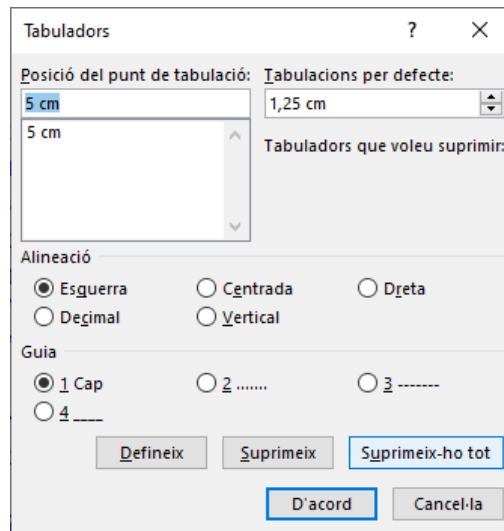 Tabuladors ?
Posició del punt de tabulació: Tabulacions per defecte:
5 cm 1,25 cm
5 cm
Tabuladors que voleu suprimir:
Alineació
Esquerra Centrada Dreta
Decimal Vertical
Guia
1 Cap 2 ....... 3 -------
4 ____
Defineix Suprimeix Suprimeix-ho tot
D'acord Cancel·la